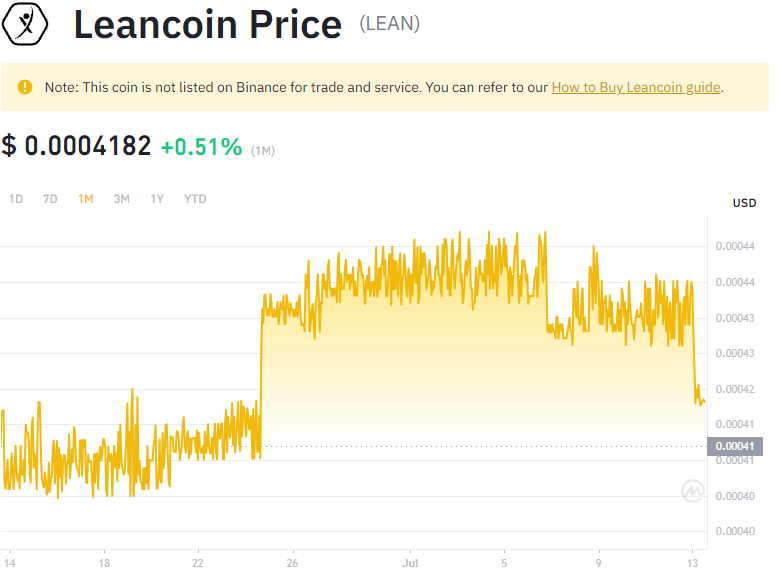 Leancoin Price (LEAN)
Note: This coin is not listed on Binance for trade and service. You can refer to our How to Buy Leancoin guide.
$ 0.0004182 +0.51% (1M)
1D 7D 1M 3M 1Y YTD
USD
0.00044
0.00044
0.00043
0.00043
0.00042
0.00041
0.00041
0.00041
0.00040
0.00040
14 18 22 26 Jul 5 9 13